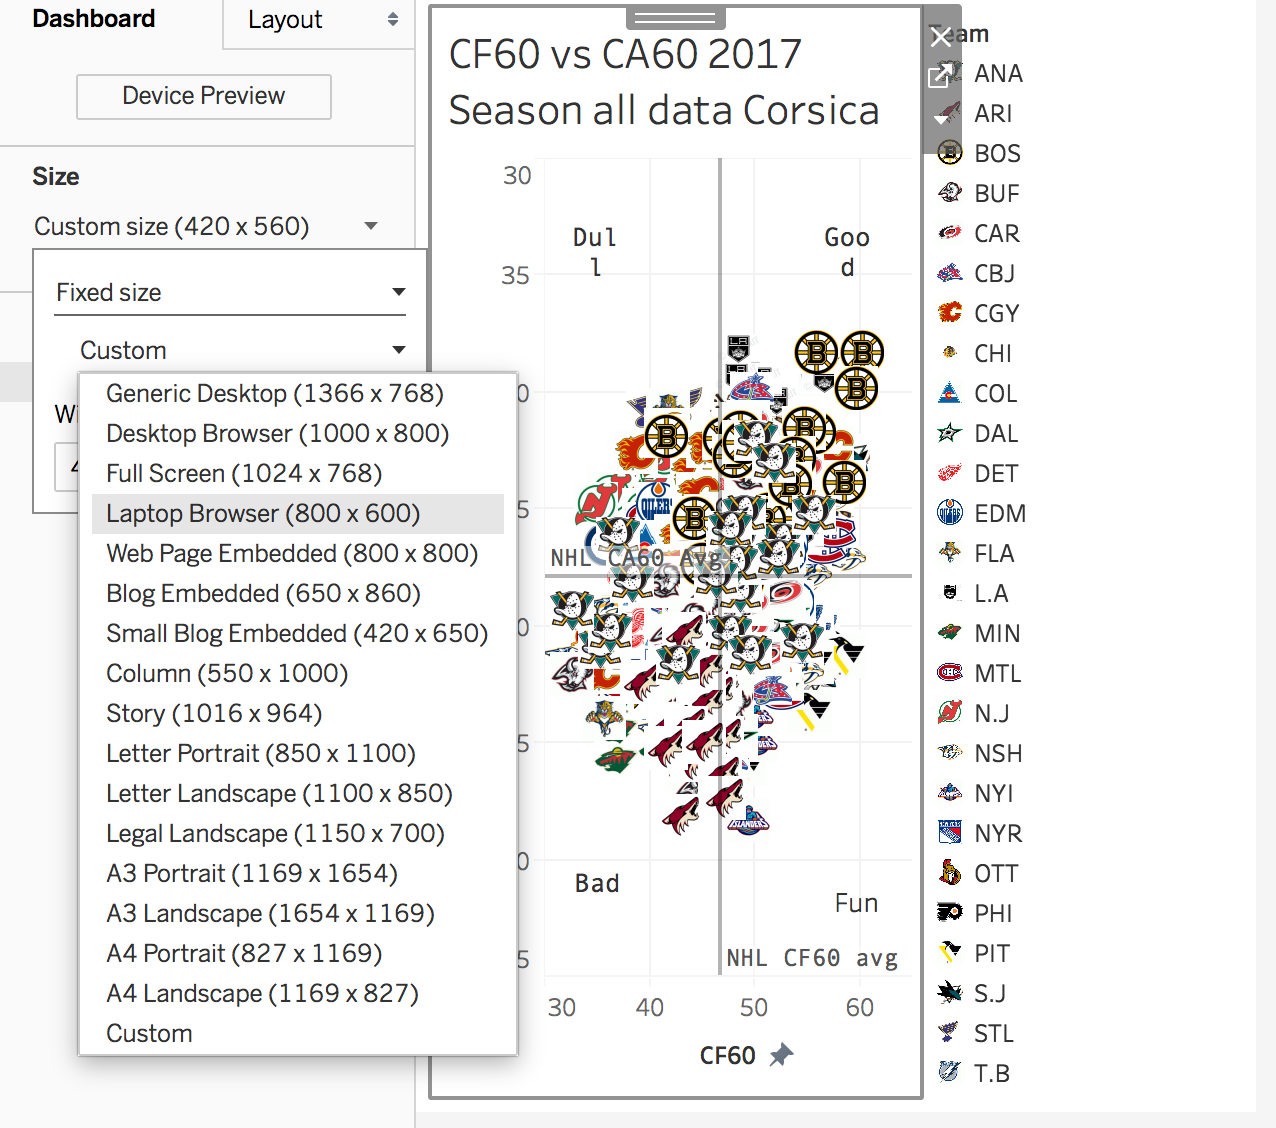 Dashboard
Layout
Device Preview
Size
Custom size (420 x 560)
Fixed size
Custom
Wi
Generic Desktop (1366 x 768)
Desktop Browser (1000 x 800)
Full Screen (1024 x 768)
Laptop Browser (800 x 600)
Web Page Embedded (800 x 800)
Blog Embedded (650 x 860)
Small Blog Embedded (420 x 650)
Column (550 x 1000)
Story (1016 x 964)
Letter Portrait (850 x 1100)
Letter Landscape (1100 x 850)
Legal Landscape (1150 x 700)
A3 Portrait (1169 x 1654)
A3 Landscape (1654 x 1169)
A4 Portrait (827 x 1169)
A4 Landscape (1169 x 827)
Custom
CF60 vs CA60 2017
Season all data Corsica
30
35
0
5
0
5
0
5
Dul
l
Goo
d
NHL CA60 Avg
Bad
Fun
NHL CF60 avg
30 40 50 60
CF60
Team
ANA
ARI
BOS
BUF
CAR
CBJ
CGY
CHI
COL
DAL
DET
EDM
FLA
L.A
MIN
MTL
N.J
NSH
NYI
NYR
OTT
PHI
PIT
S.J
STL
T.B